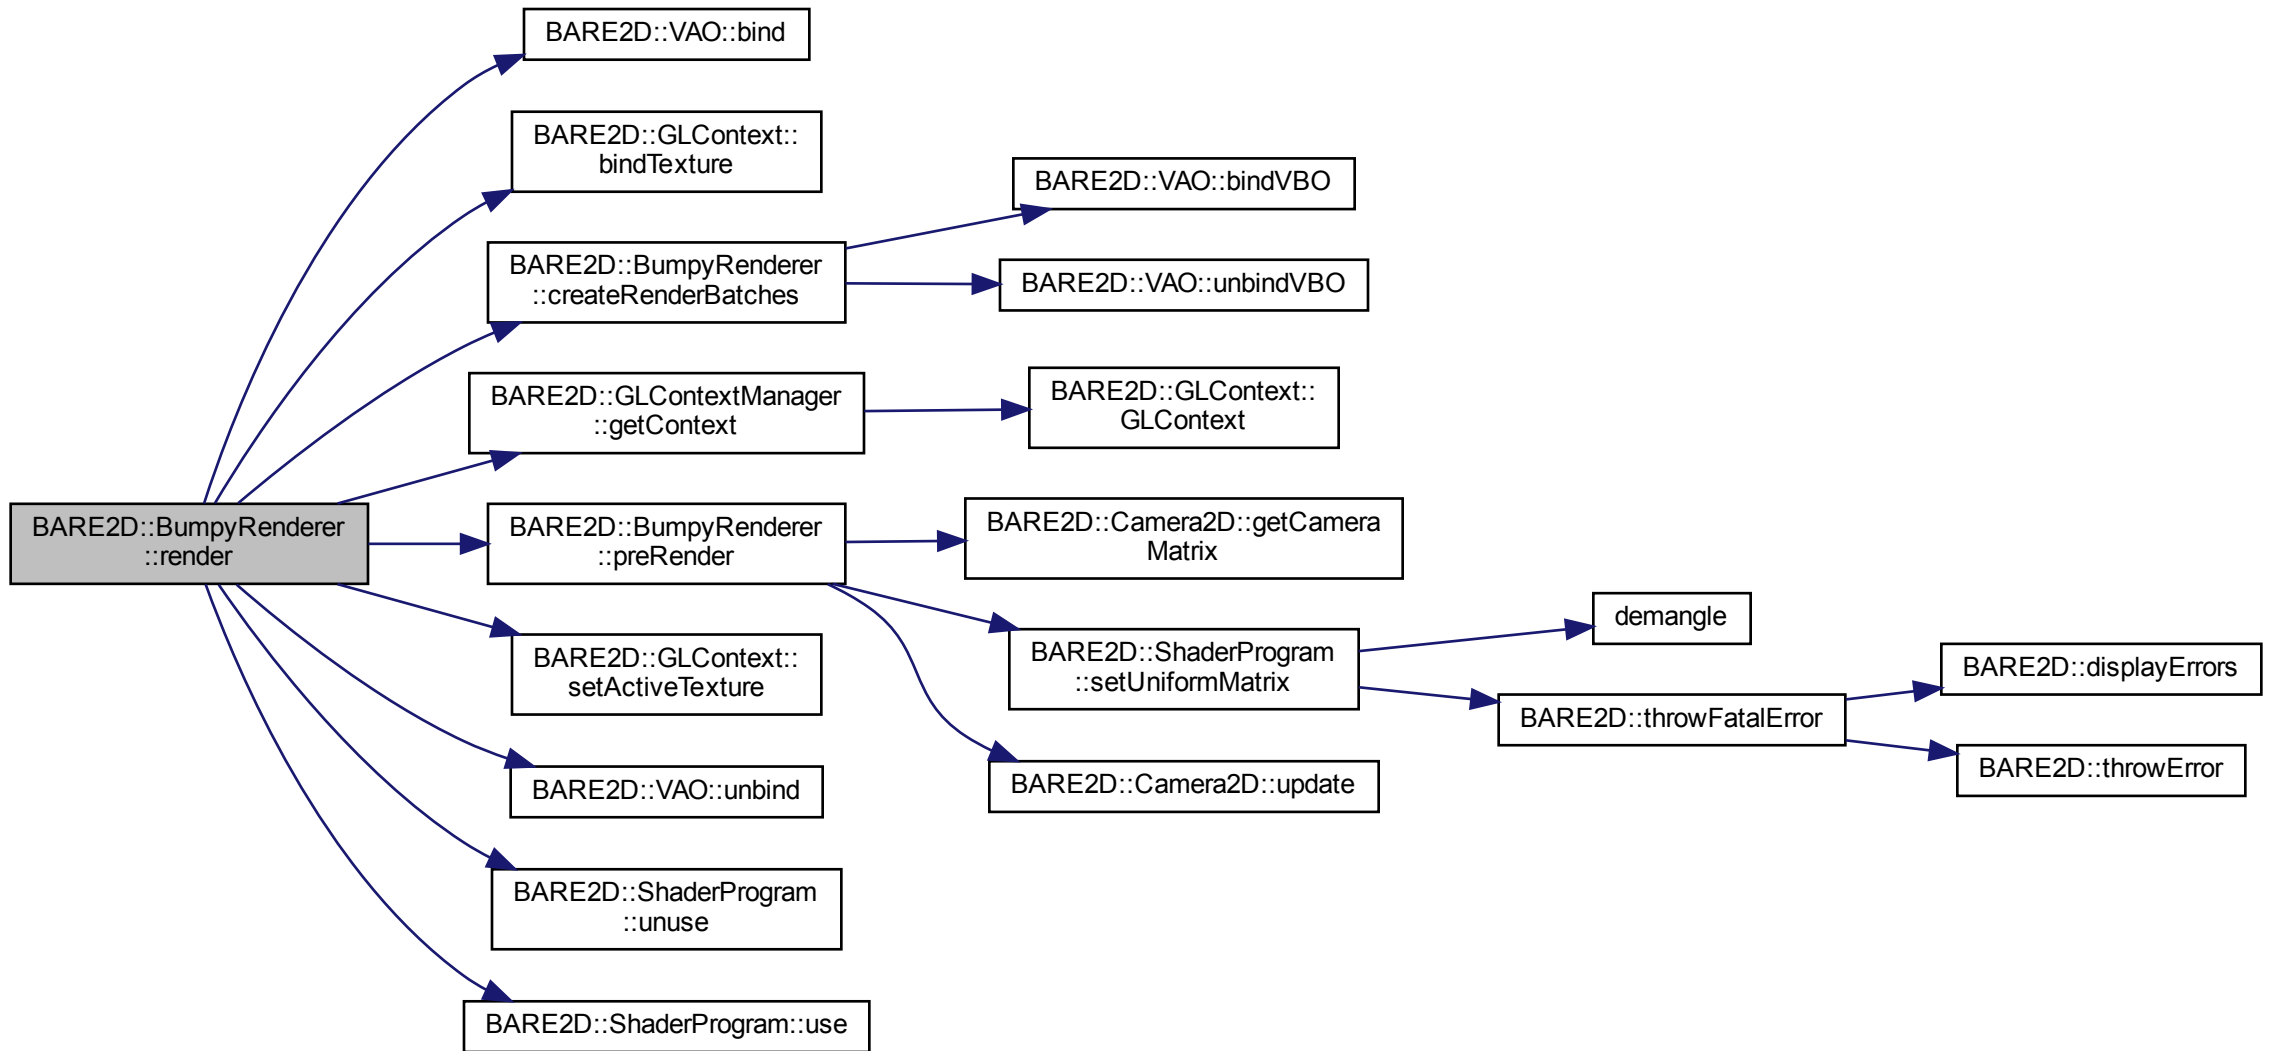 BARE2D::VAO::bind
BARE2D::GLContext::
bindTexture
BARE2D::VAO::bindVBO
BARE2D::BumpyRenderer
::createRenderBatches
BARE2D::VAO::unbindVBO
BARE2D::GLContextManager
::getContext
BARE2D::GLContext::
GLContext
BARE2D::BumpyRenderer
::render
BARE2D::BumpyRenderer
::preRender
BARE2D::Camera2D::getCamera
Matrix
demangle
BARE2D::GLContext::
setActiveTexture
BARE2D::ShaderProgram
::setUniformMatrix
BARE2D::displayErrors
BARE2D::throwFatalError
BARE2D::VAO::unbind
BARE2D::Camera2D::update
BARE2D::throwError
BARE2D::ShaderProgram
::unuse
BARE2D::ShaderProgram::use